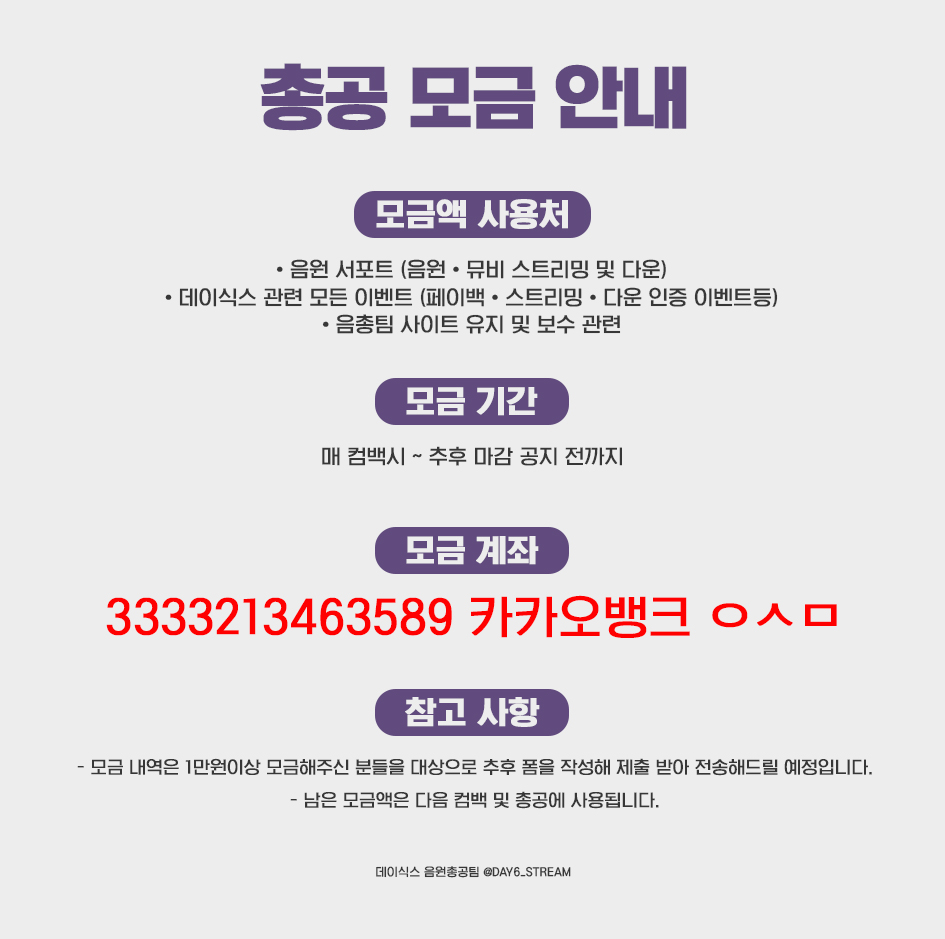 총공 모금 안내
모금액 사용처
• 음원 서포트 (음원 • 뮤비 스트리밍 및 다운)
• 데이식스 관련 모든 이벤트 (페이백 • 스트리밍 • 다운 인증 이벤트등)
• 음총팀 사이트 유지 및 보수 관련
모금 기간
매 컴백시 ~ 추후 마감 공지 전까지
모금 계좌
3333213463589 카카오뱅크 ㅇㅅㅁ
참고 사항
- 모금 내역은 1만원이상 모금해주신 분들을 대상으로 추후 폼을 작성해 제출 받아 전송해드릴 예정입니다.
- 남은 모금액은 다음 컴백 및 총공에 사용됩니다.
데이식스 음원총공팀 @DAY6_STREAM